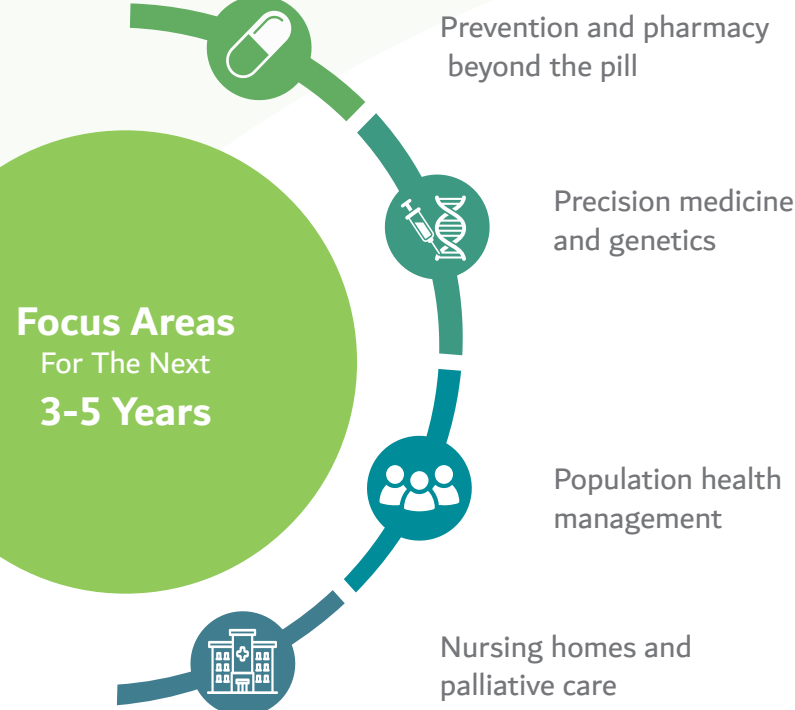 Prevention and pharmacy
beyond the pill
Precision medicine
and genetics
Focus Areas
For The Next
3-5 Years
Population health
management
Nursing homes and
palliative care